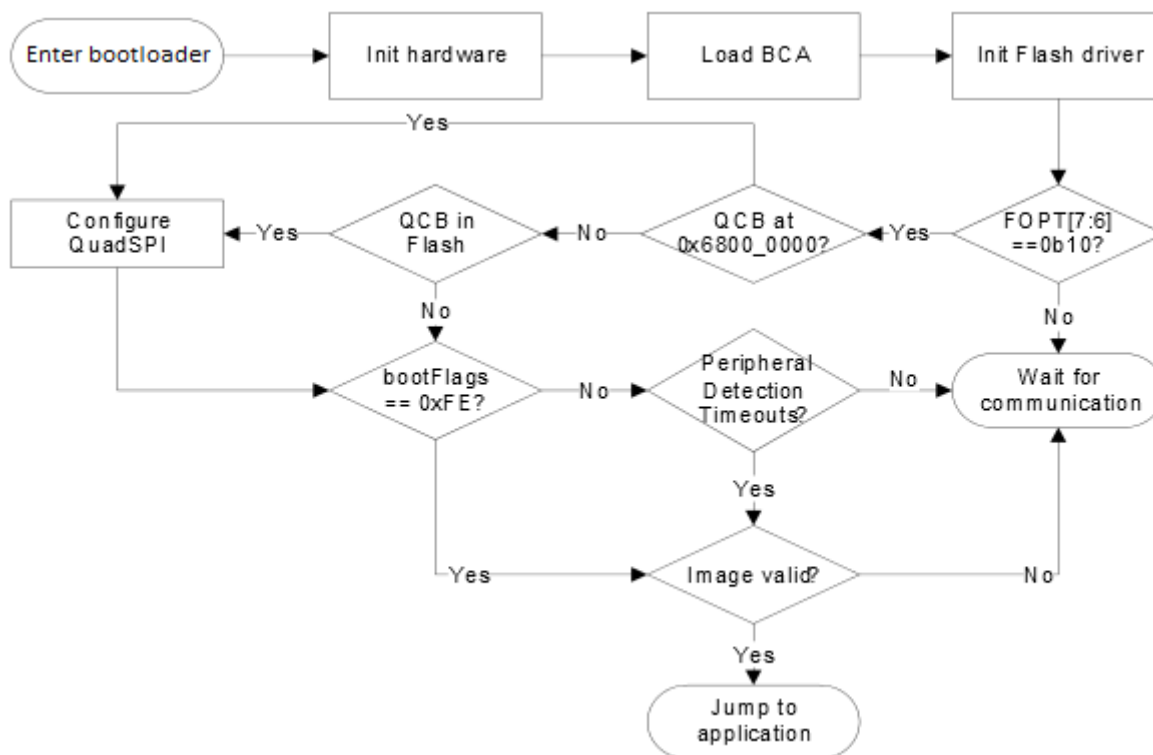 Enter bootloader
Init hardware
Load BCA
Init Flash driver
Yes
Configure
QuadSPI
Yes
QCB in
Flash
No
QCB at
0x6800_0000?
Yes
FOPT[7:6]
==0b10?
No
No
bootFlags
== 0xFE?
No
Peripheral
Detection
Timeouts?
No
Wait for
communication
Yes
Yes
Image valid?
No
Yes
Jump to
application